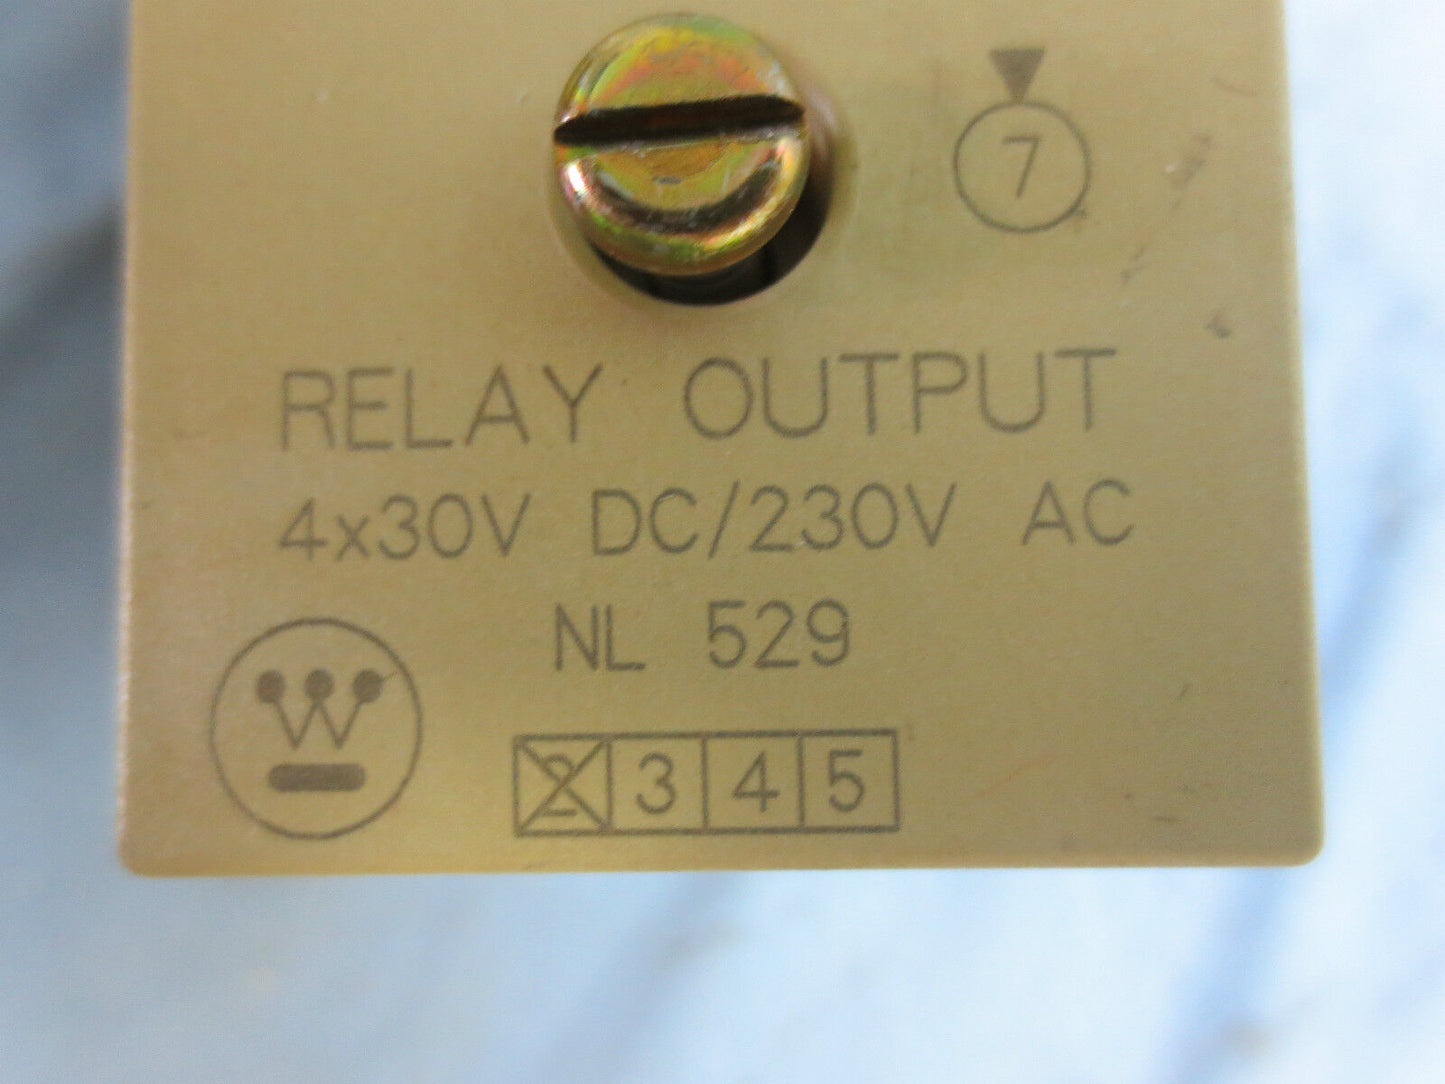 7
RELAY OUTPUT
4x30V DC/230V AC
NL 529
W
2 3 4 5